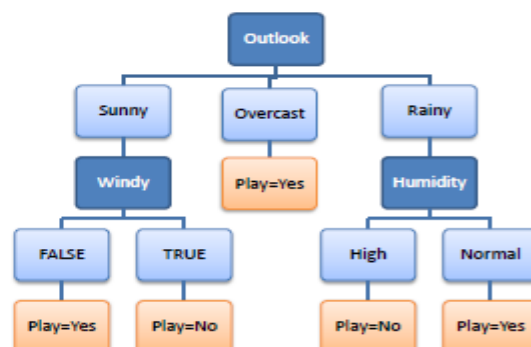 Outlook
Sunny Overcast Rainy
Windy Play=Yes Humidity
FALSE TRUE High Normal
Play=Yes Play=No Play=No Play=Yes